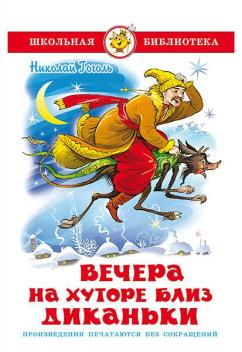 ШКОЛЬНАЯ БИБЛИОТЕКА
Николай Гоголь
ВЕЧЕРА
НА ХУТОРЕ БЛИЗ
ДИКАНЬКИ
ПРОИЗВЕДЕНИЯ ПЕЧАТАЮТСЯ БЕЗ СОКРАЩЕНИЙ